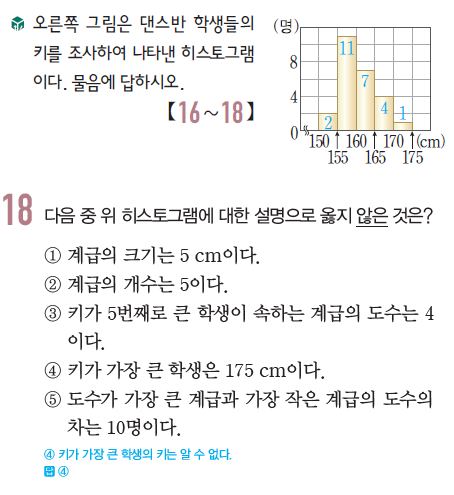 오른쪽 그림은 댄스반 학생들의
키를 조사하여 나타낸 히스토그램
이다. 물음에 답하시오.
【16~18】
(명)
8
4
0
2
11
7
4
1
150 160 170 (cm)
155 165 175
18 다음 중 위 히스토그램에 대한 설명으로 옳지 않은 것은?
① 계급의 크기는 5 cm이다.
② 계급의 개수는 5이다.
③ 키가 5번째로 큰 학생이 속하는 계급의 도수는 4
이다.
④ 키가 가장 큰 학생은 175 cm이다.
⑤ 도수가 가장 큰 계급과 가장 작은 계급의 도수의
차는 10명이다.
④ 키가 가장 큰 학생의 키는 알 수 없다.
답 ④